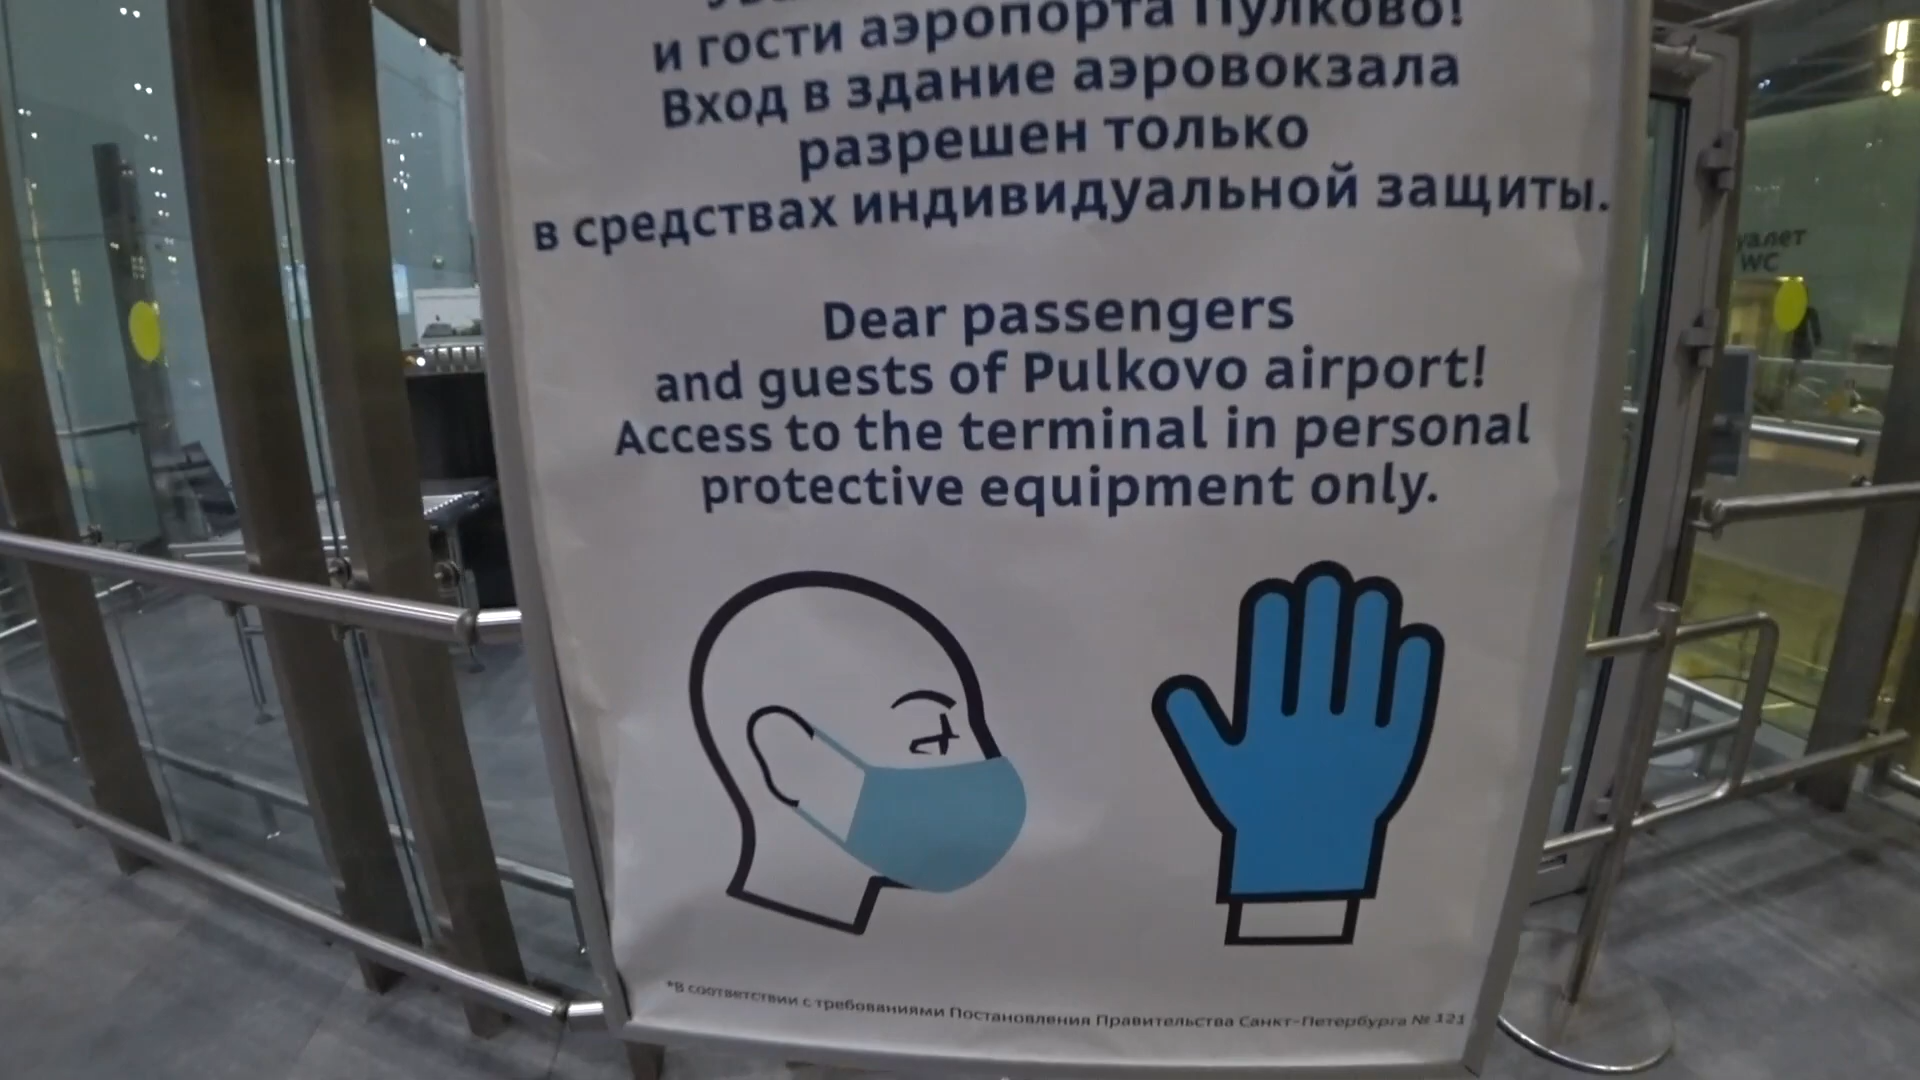 и гости аэропорта Пулково!
Вход в здание аэровокзала
разрешен только
в средствах индивидуальной защиты.
Dear passengers
and guests of Pulkovo airport!
Access to the terminal in personal
protective equipment only.
*В соответствии с требованиями Постановления Правительства Санкт-Петербурга № 121
уалет
WC